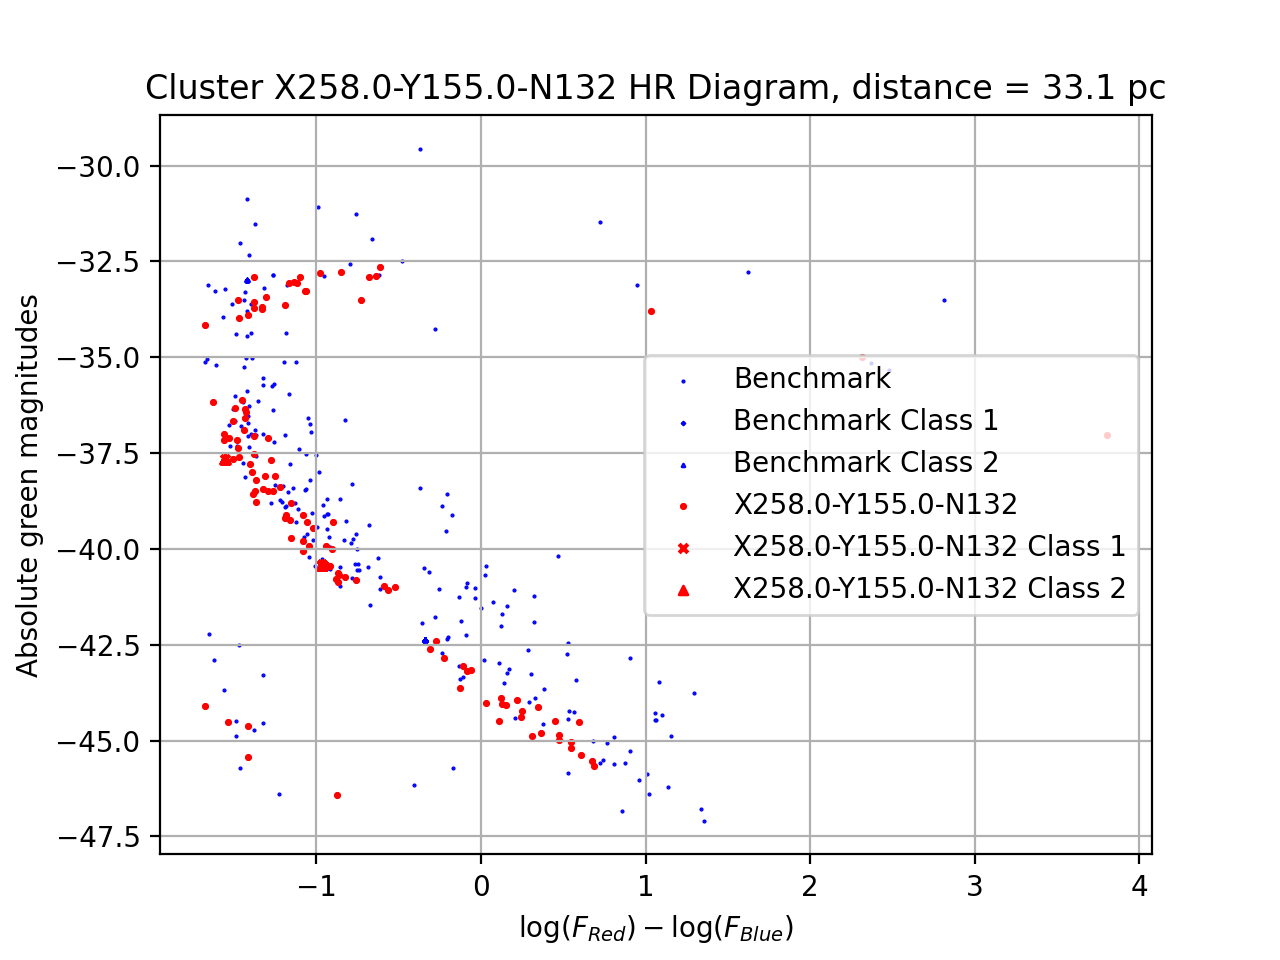 Cluster X258.0-Y155.0-N132 HR Diagram, distance = 33.1 pc
Absolute green magnitudes
−30.0
−32.5
−35.0
−37.5
−40.0
−42.5
−45.0
−47.5
Benchmark
Benchmark Class 1
Benchmark Class 2
X258.0-Y155.0-N132
X258.0-Y155.0-N132 Class 1
X258.0-Y155.0-N132 Class 2
−1 0 1 2 3 4
log(F_Red) − log(F_Blue)